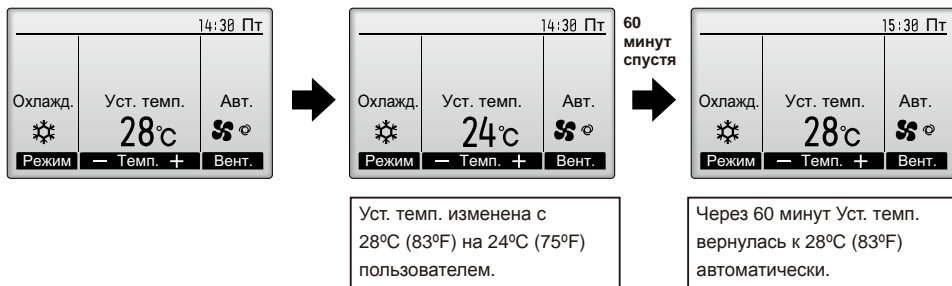 14:30 Пт
Охлажд. Уст. темп. Авт.
28°C
Режим — Темп. + Вент.
14:30 Пт
Охлажд. Уст. темп. Авт.
24°C
Режим — Темп. + Вент.
Уст. темп. изменена с
28ºC (83ºF) на 24ºC (75ºF)
пользователем.
60
минут
спустя
15:30 Пт
Охлажд. Уст. темп. Авт.
28°C
Режим — Темп. + Вент.
Через 60 минут Уст. темп.
вернулась к 28ºC (83ºF)
автоматически.